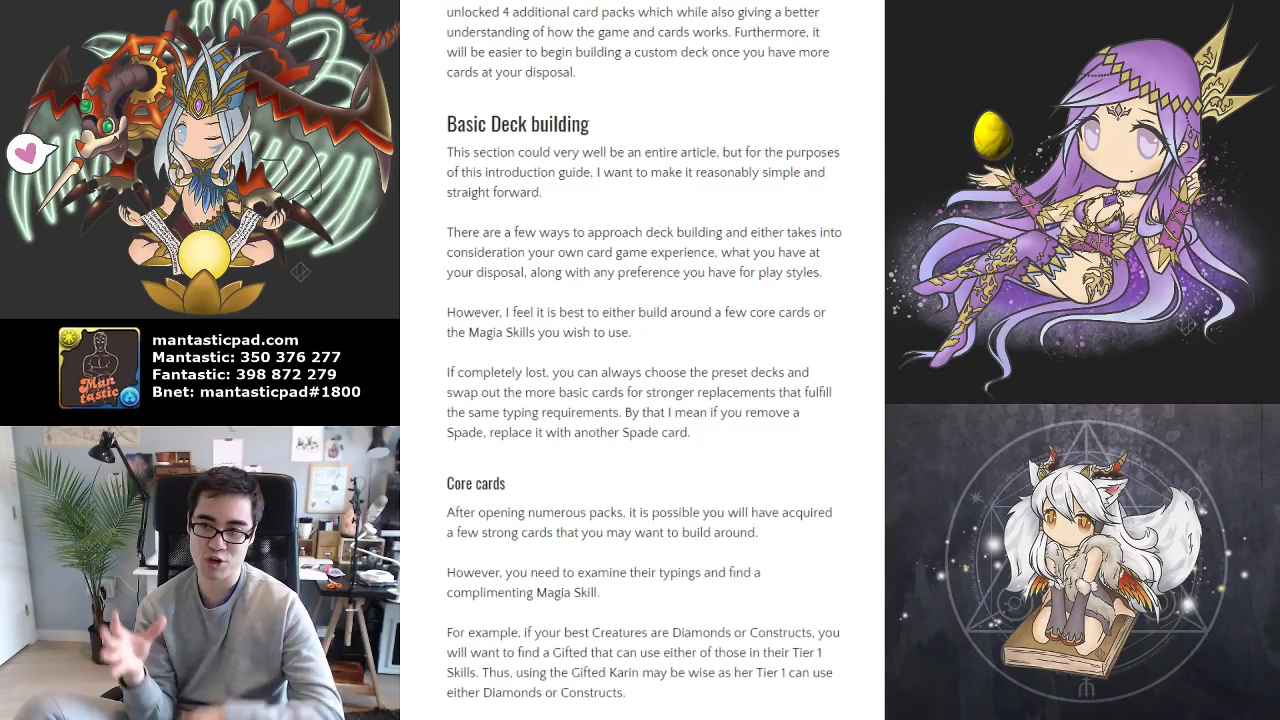 unlocked 4 additional card packs which while also giving a better
understanding of how the game and cards works. Furthermore, it
will be easier to begin building a custom deck once you have more
cards at your disposal.
Basic Deck building
This section could very well be an entire article, but for the purposes
of this introduction guide, I want to make it reasonably simple and
straight forward.
There are a few ways to approach deck building and either takes into
consideration your own card game experience, what you have at
your disposal, along with any preference you have for play styles.
However, I feel it is best to either build around a few core cards or
the Magia Skills you wish to use.
If completely lost, you can always choose the preset decks and
swap out the more basic cards for stronger replacements that fulfill
the same typing requirements. By that I mean if you remove a
Spade, replace it with another Spade card.
Core cards
After opening numerous packs, it is possible you will have acquired
a few strong cards that you may want to build around.
However, you need to examine their typings and find a
complimenting Magia Skill.
For example, if your best Creatures are Diamonds or Constructs, you
will want to find a Gifted that can use either of those in their Tier 1
Skills. Thus, using the Gifted Karin may be wise as her Tier 1 can use
either Diamonds or Constructs.
mantasticpad.com
Mantastic: 350 376 277
Fantastic: 398 872 279
Bnet: mantasticpad#1800
Man
tastic